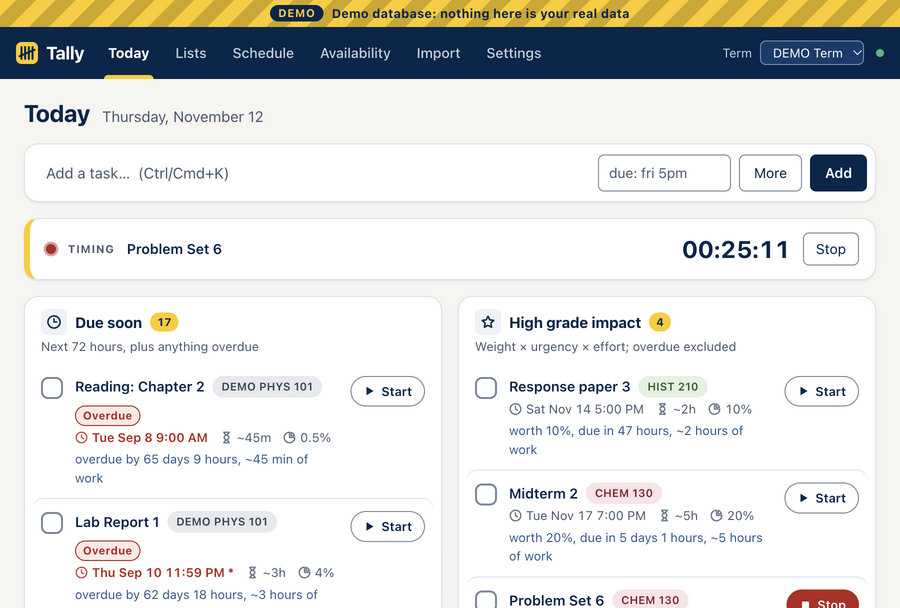 DEMO Demo database: nothing here is your real data
Tally Today Lists Schedule Availability Import Settings Term DEMO Term
Today Thursday, November 12
Add a task... (Ctrl/Cmd+K) due: fri 5pm More Add
TIMING Problem Set 6 00:25:11 Stop
Due soon 17
Next 72 hours, plus anything overdue
Reading: Chapter 2 DEMO PHYS 101 Start
Overdue
Tue Sep 8 9:00 AM ~45m 0.5%
overdue by 65 days 9 hours, ~45 min of
work
Lab Report 1 DEMO PHYS 101 Start
Overdue
Thu Sep 10 11:59 PM * ~3h 4%
overdue by 62 days 18 hours, ~3 hours of
High grade impact 4
Weight × urgency × effort; overdue excluded
Response paper 3 HIST 210 Start
Sat Nov 14 5:00 PM ~2h 10%
worth 10%, due in 47 hours, ~2 hours of
work
Midterm 2 CHEM 130 Start
Tue Nov 17 7:00 PM ~5h 20%
worth 20%, due in 5 days 1 hours, ~5 hours
of work
Problem Set 6 CHEM 130 Stop